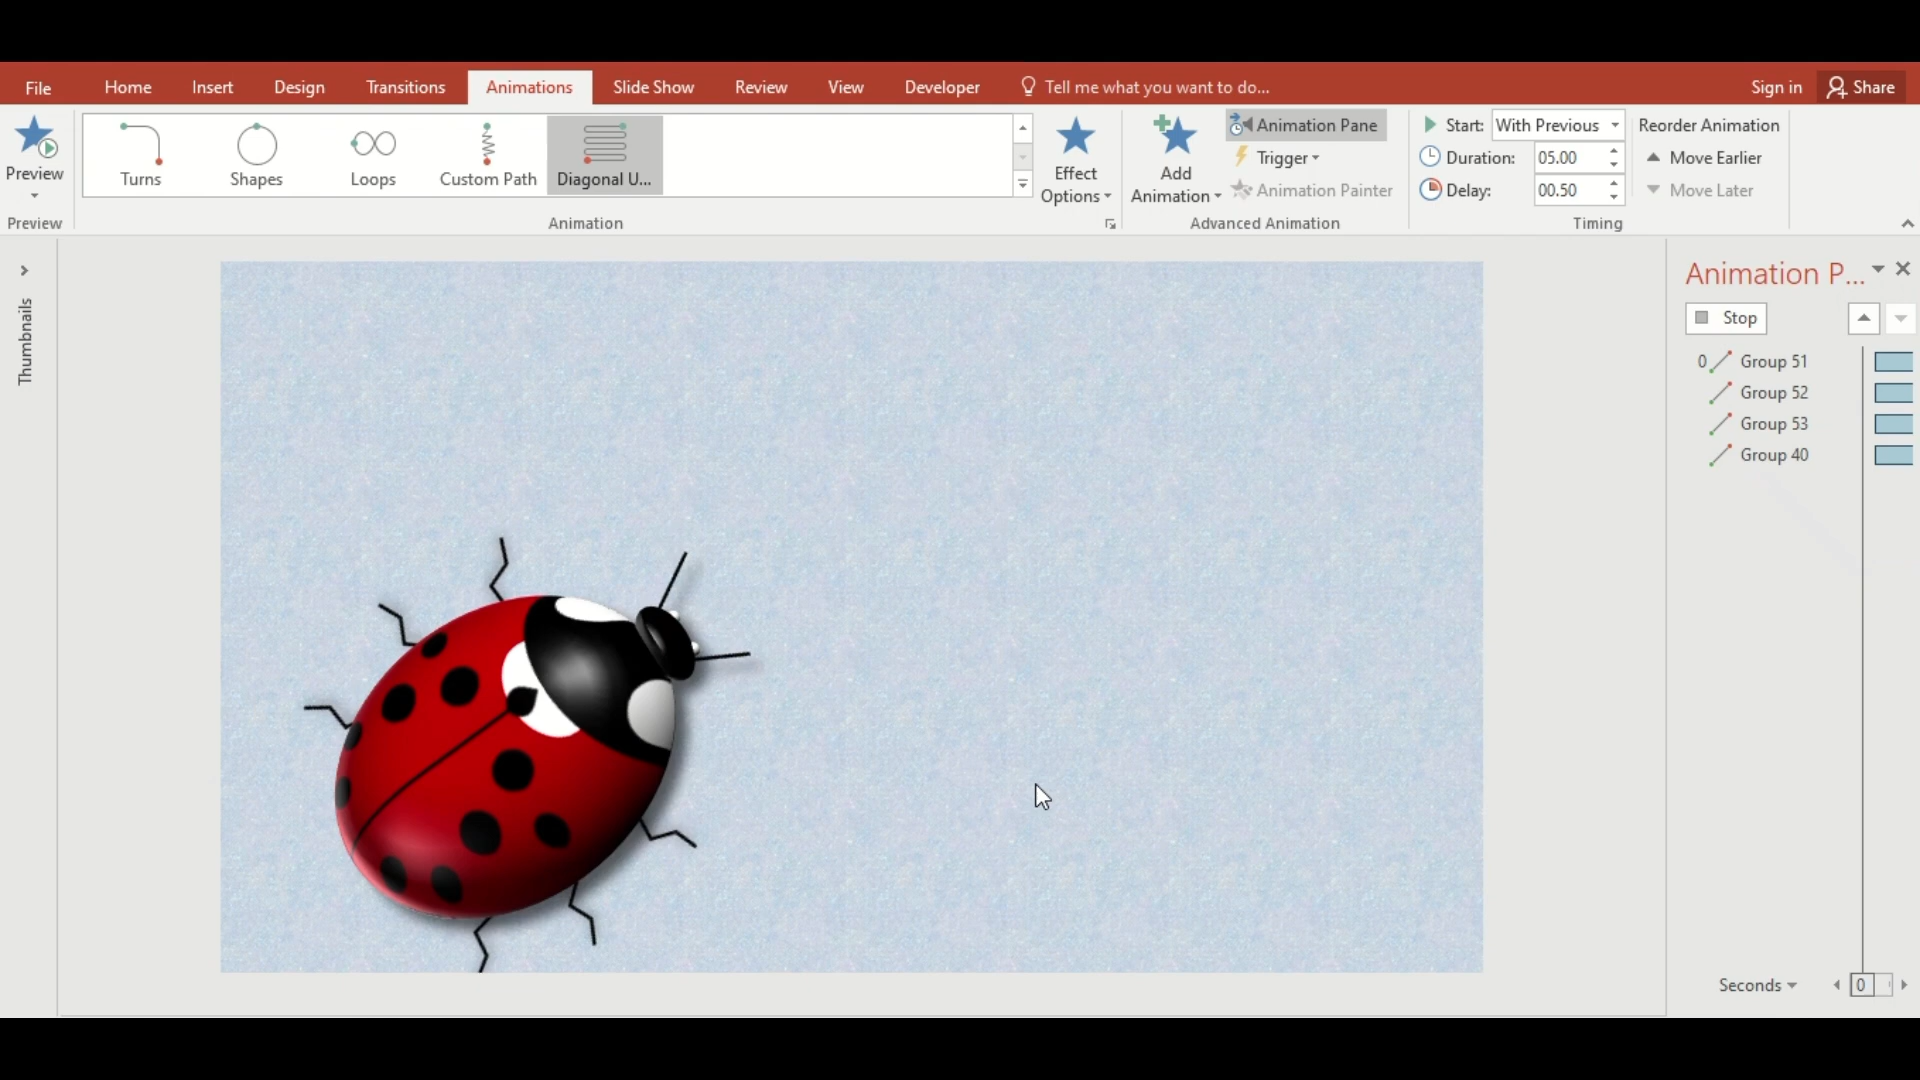 File Home Insert Design Transitions Animations Slide Show Review View Developer Tell me what you want to do... Sign in Share
Preview
Turns Shapes Loops Custom Path Diagonal U...
Effect Options
Add Animation
Animation Pane
Trigger
Animation Painter
Start: With Previous
Duration: 05.00
Delay: 00.50
Reorder Animation
Move Earlier
Move Later
Preview Animation Advanced Animation Timing
Thumbnails
Animation P...
Stop
0 Group 51
Group 52
Group 53
Group 40
Seconds 0